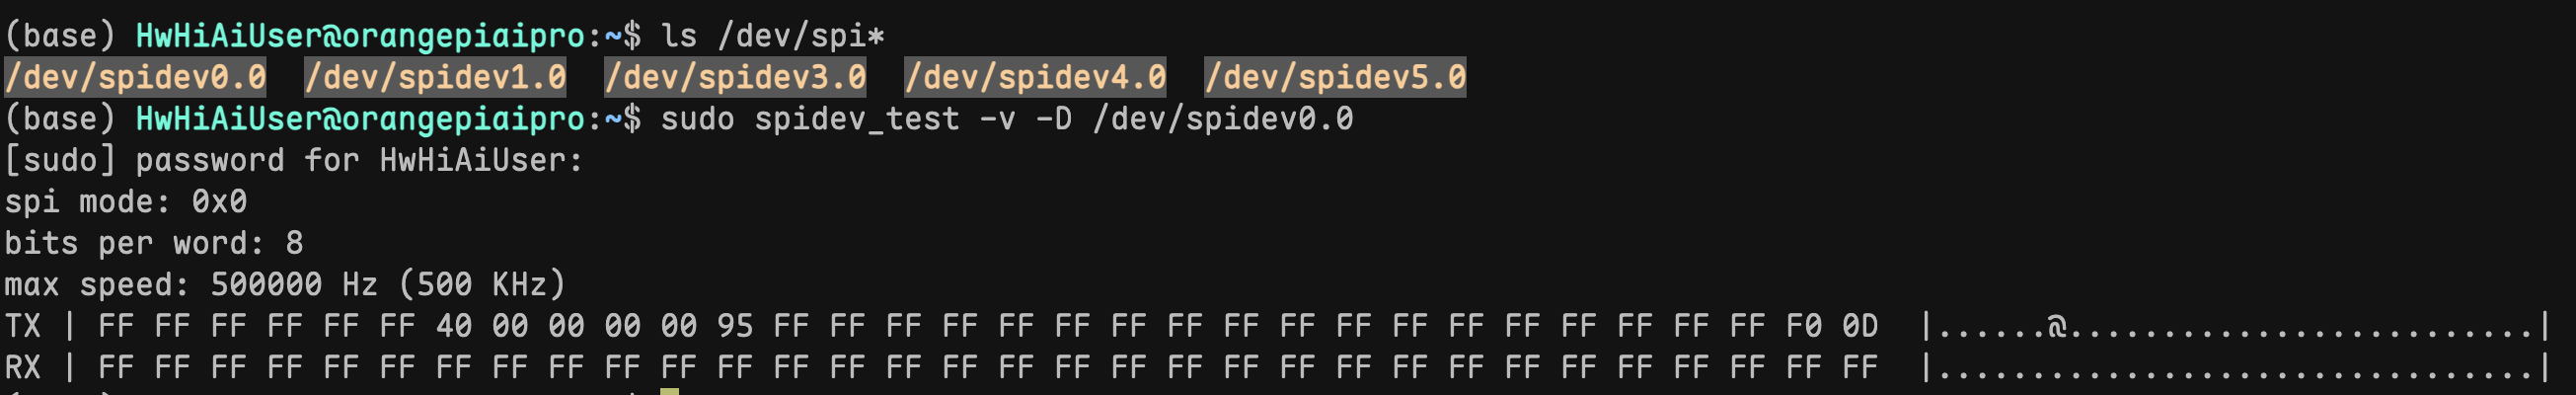 (base) HwHiAiUser@orangepiaipro:~$ ls /dev/spi*
/dev/spidev0.0  /dev/spidev1.0  /dev/spidev3.0  /dev/spidev4.0  /dev/spidev5.0
(base) HwHiAiUser@orangepiaipro:~$ sudo spidev_test -v -D /dev/spidev0.0
[sudo] password for HwHiAiUser:
spi mode: 0x0
bits per word: 8
max speed: 500000 Hz (500 KHz)
TX | FF FF FF FF FF FF 40 00 00 00 00 95 FF FF FF FF FF FF FF FF FF FF FF FF FF FF FF FF FF FF F0 0D  |......@.........................|
RX | FF FF FF FF FF FF FF FF FF FF FF FF FF FF FF FF FF FF FF FF FF FF FF FF FF FF FF FF FF FF FF FF  |................................|